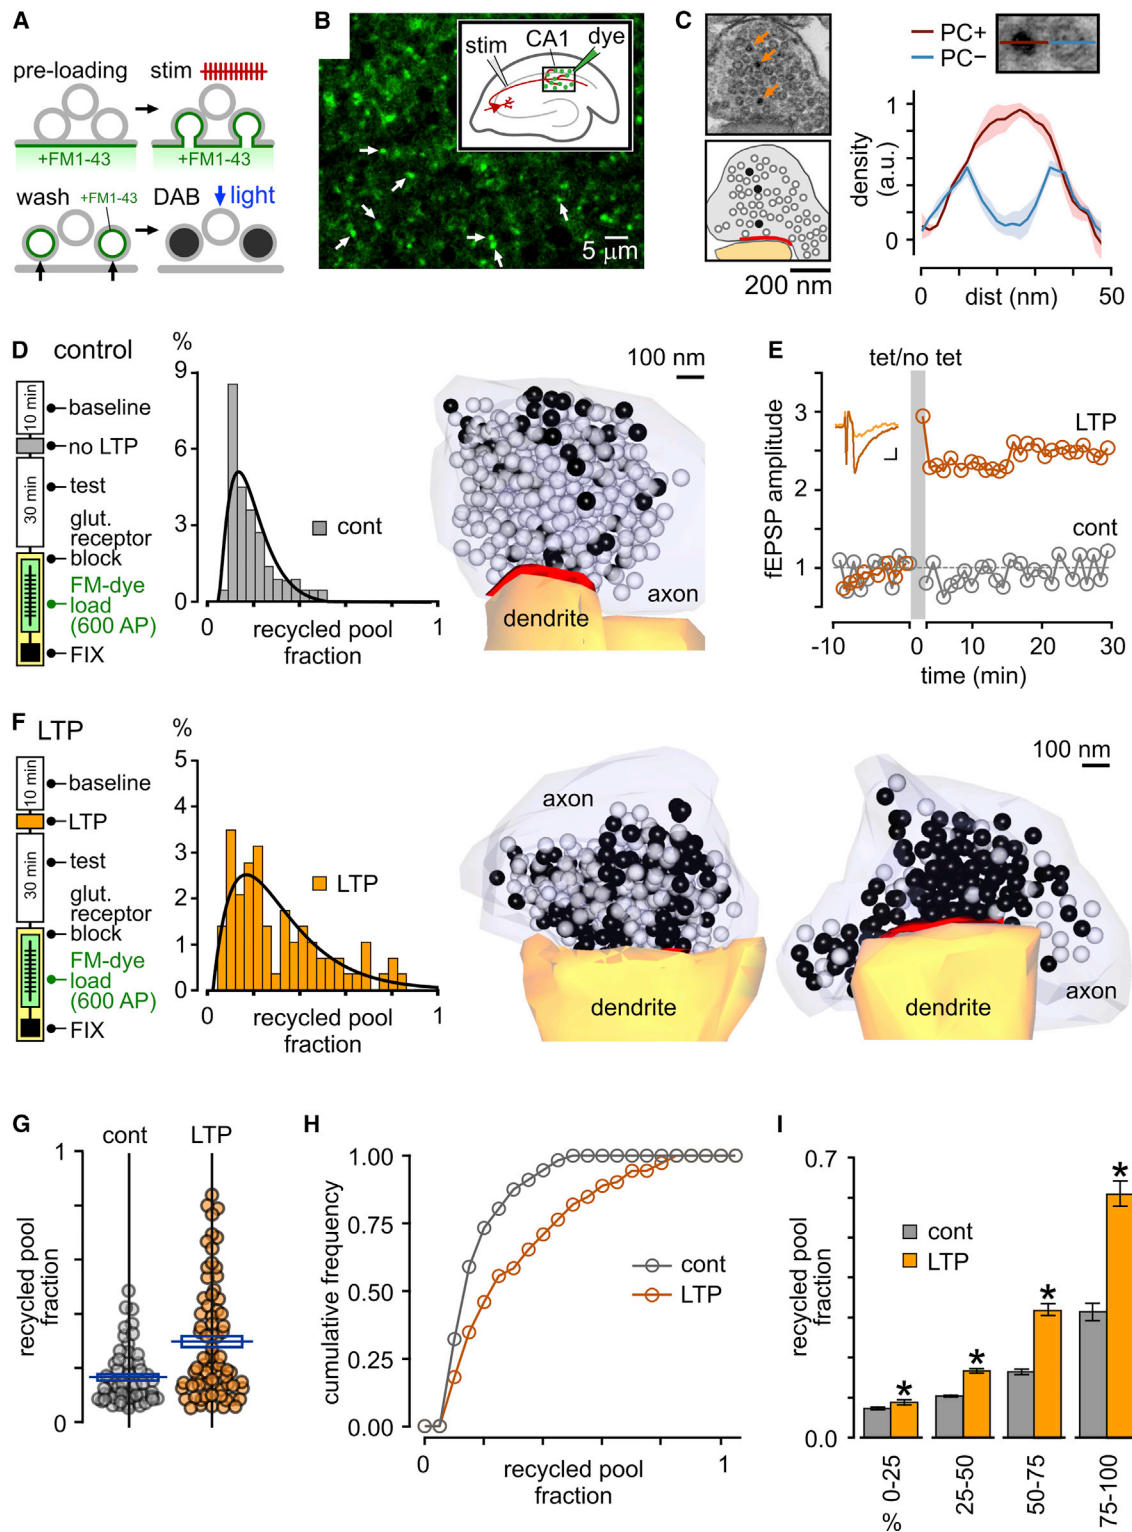 A
pre-loading
stim
+FM1-43
+FM1-43
wash
+FM1-43
DAB
light
B
stim
CA1
dye
5 μm
C
200 nm
PC+
PC−
density
(a.u.)
1
0
0
dist (nm)
50
D
control
10 min
baseline
no LTP
30 min
test
glut.
receptor
block
FM-dye
load
(600 AP)
FIX
%
9
6
3
0
cont
0
recycled pool
fraction
1
100 nm
dendrite
axon
E
tet/no tet
fEPSP amplitude
3
2
1
LTP
cont
-10
0
10
20
30
time (min)
F
LTP
10 min
baseline
LTP
30 min
test
glut.
receptor
block
FM-dye
load
(600 AP)
FIX
%
5
4
3
2
1
0
LTP
0
recycled pool
fraction
1
axon
dendrite
100 nm
dendrite
axon
G
cont
LTP
recycled pool
fraction
1
0
H
cumulative frequency
1.00
0.75
0.50
0.25
0.00
cont
LTP
0
recycled pool
fraction
1
I
recycled pool
fraction
0.7
0.0
cont
LTP
*
*
*
*
% 0-25
25-50
50-75
75-100